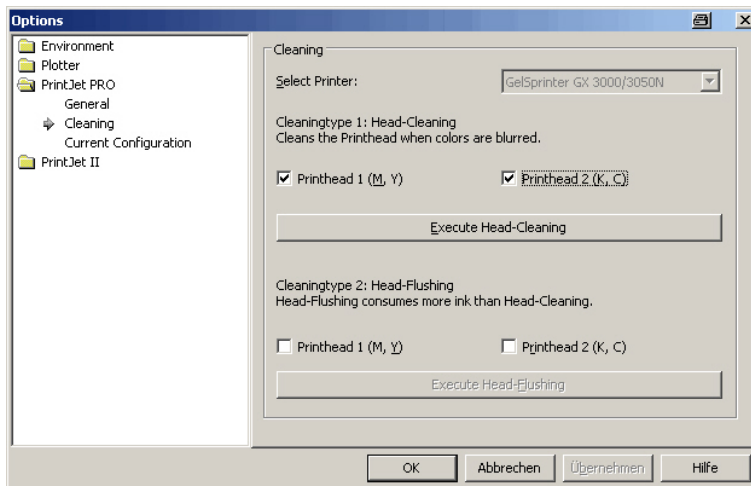 Options
Environment
Plotter
PrintJet PRO
General
Cleaning
Current Configuration
PrintJet II
Cleaning
Select Printer: GelSprinter GX 3000/3050N
Cleaningtype 1: Head-Cleaning
Cleans the Printhead when colors are blurred.
Printhead 1 (M, Y) Printhead 2 (K, C)
Execute Head-Cleaning
Cleaningtype 2: Head-Flushing
Head-Flushing consumes more ink than Head-Cleaning.
Printhead 1 (M, Y) Printhead 2 (K, C)
Execute Head-Flushing
OK Abbrechen Übernehmen Hilfe